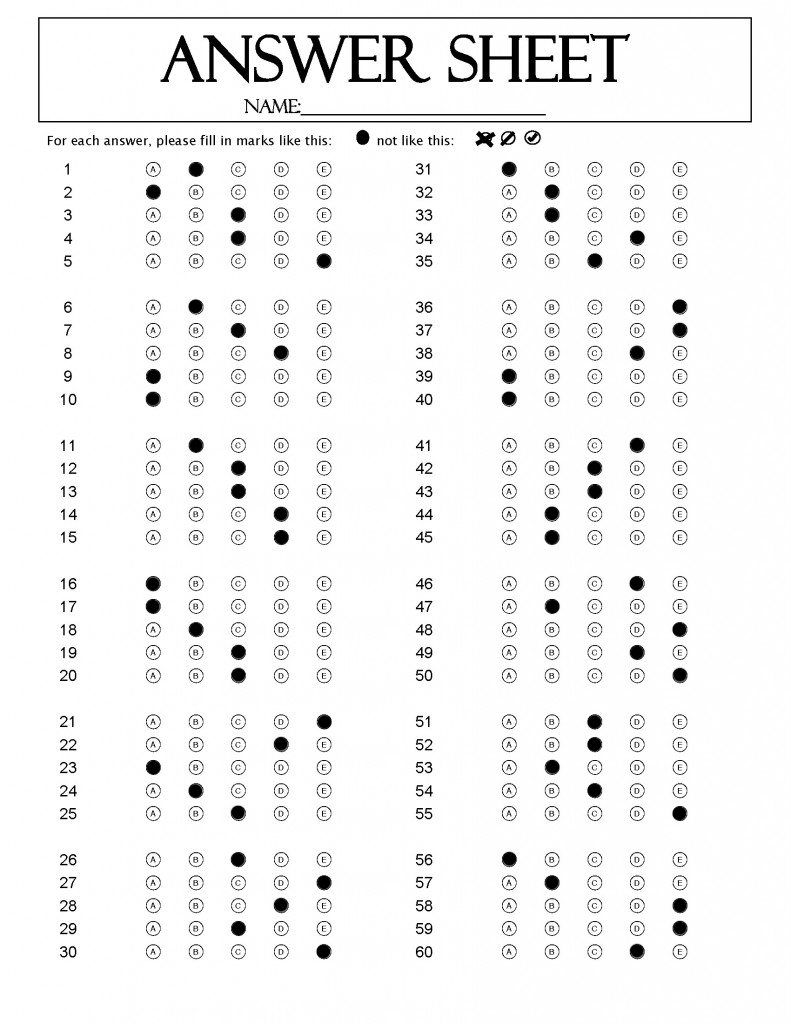 ANSWER SHEET
NAME:
For each answer, please fill in marks like this: not like this:
1 A C D E 31 B C D E
2 B C D E 32 A C D E
3 A B D E 33 A C D E
4 A B D E 34 A B C E
5 A B C D 35 A B D E
6 A C D E 36 A B C D
7 A B D E 37 A B C D
8 A B C E 38 A B C E
9 B C D E 39 B C D E
10 B C D E 40 B C D E
11 A C D E 41 A B C E
12 A B D E 42 A B D E
13 A B D E 43 A B D E
14 A B C E 44 A C D E
15 A B C E 45 A C D E
16 B C D E 46 A B C E
17 B C D E 47 A C D E
18 A C D E 48 A B C D
19 A B D E 49 A B C E
20 A B D E 50 A B C D
21 A B C D 51 A B D E
22 A B C E 52 A B D E
23 B C D E 53 A C D E
24 A C D E 54 A B D E
25 A B D E 55 A B C D
26 A B D E 56 B C D E
27 A B C D 57 A C D E
28 A B C E 58 A B C D
29 A B D E 59 A B C D
30 A B C D 60 A B C E